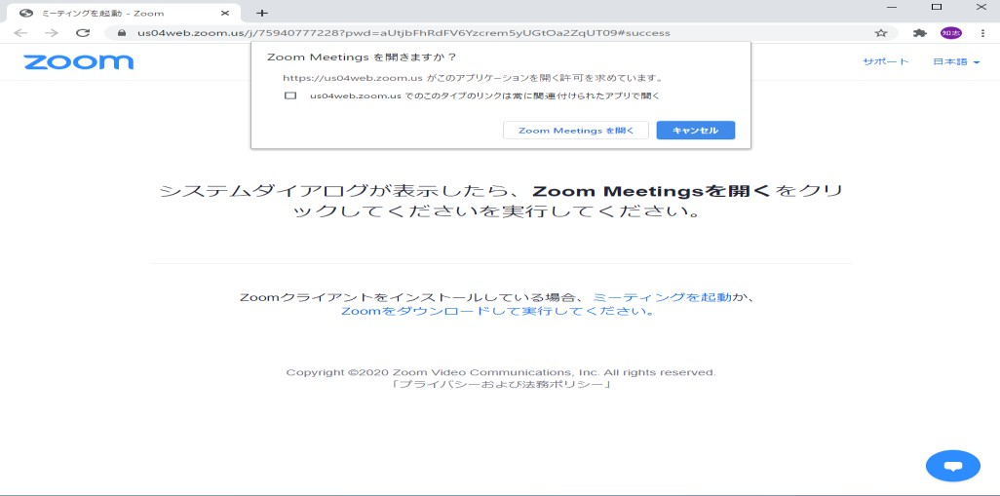 ミーティングを起動 - Zoom
us04web.zoom.us/j/75940777228?pwd=aUtjbFhRdFV6Yzcrem5yUGtOa2ZqUT09#success
知志
zoom
サポート 日本語
Zoom Meetings を開きますか？
https://us04web.zoom.us がこのアプリケーションを開く許可を求めています。
us04web.zoom.us でのこのタイプのリンクは常に関連付けられたアプリで開く
Zoom Meetings を開く キャンセル
システムダイアログが表示したら、Zoom Meetingsを開くをクリ
ックしてくださいを実行してください。
Zoomクライアントをインストールしている場合、ミーティングを起動か、
Zoomをダウンロードして実行してください。
Copyright ©2020 Zoom Video Communications, Inc. All rights reserved.
「プライバシーおよび法務ポリシー」